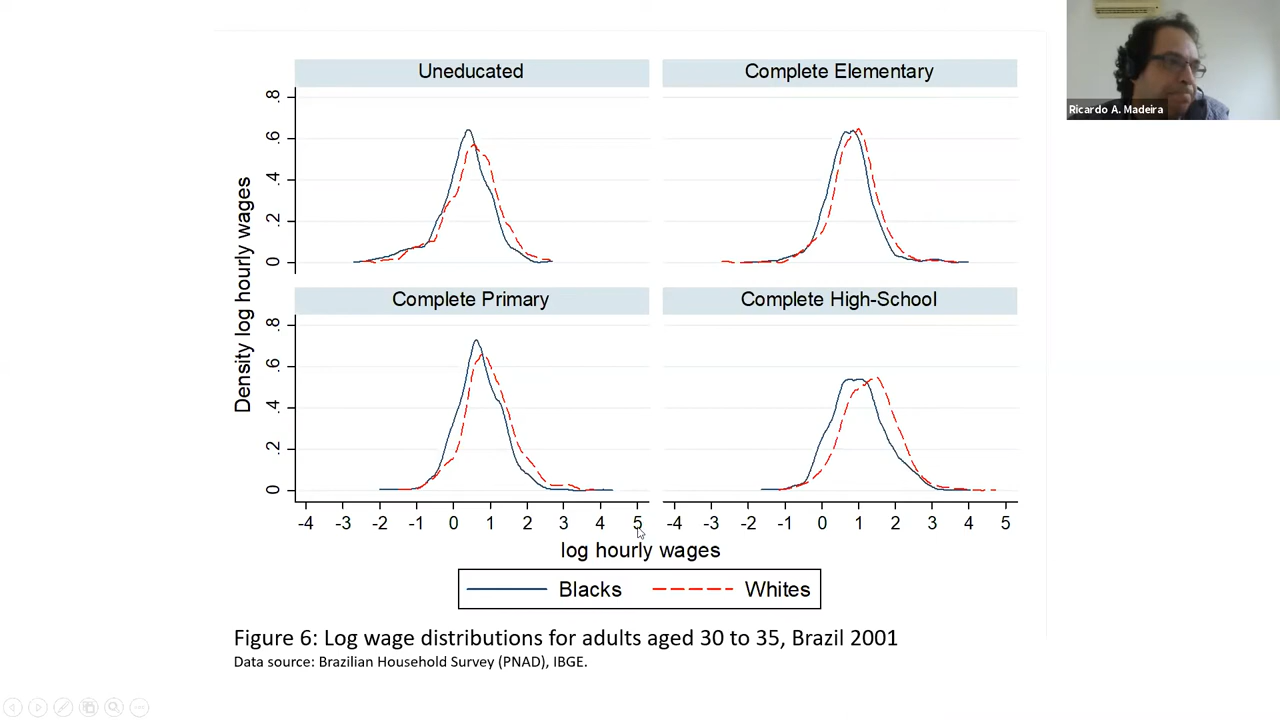 Ricardo A. Madeira
Uneducated
Complete Elementary
.8
.6
.4
.2
0
Complete Primary
Complete High-School
.8
.6
.4
.2
0
Density log hourly wages
-4 -3 -2 -1 0 1 2 3 4 5
-4 -3 -2 -1 0 1 2 3 4 5
log hourly wages
Blacks
Whites
Figure 6: Log wage distributions for adults aged 30 to 35, Brazil 2001
Data source: Brazilian Household Survey (PNAD), IBGE.